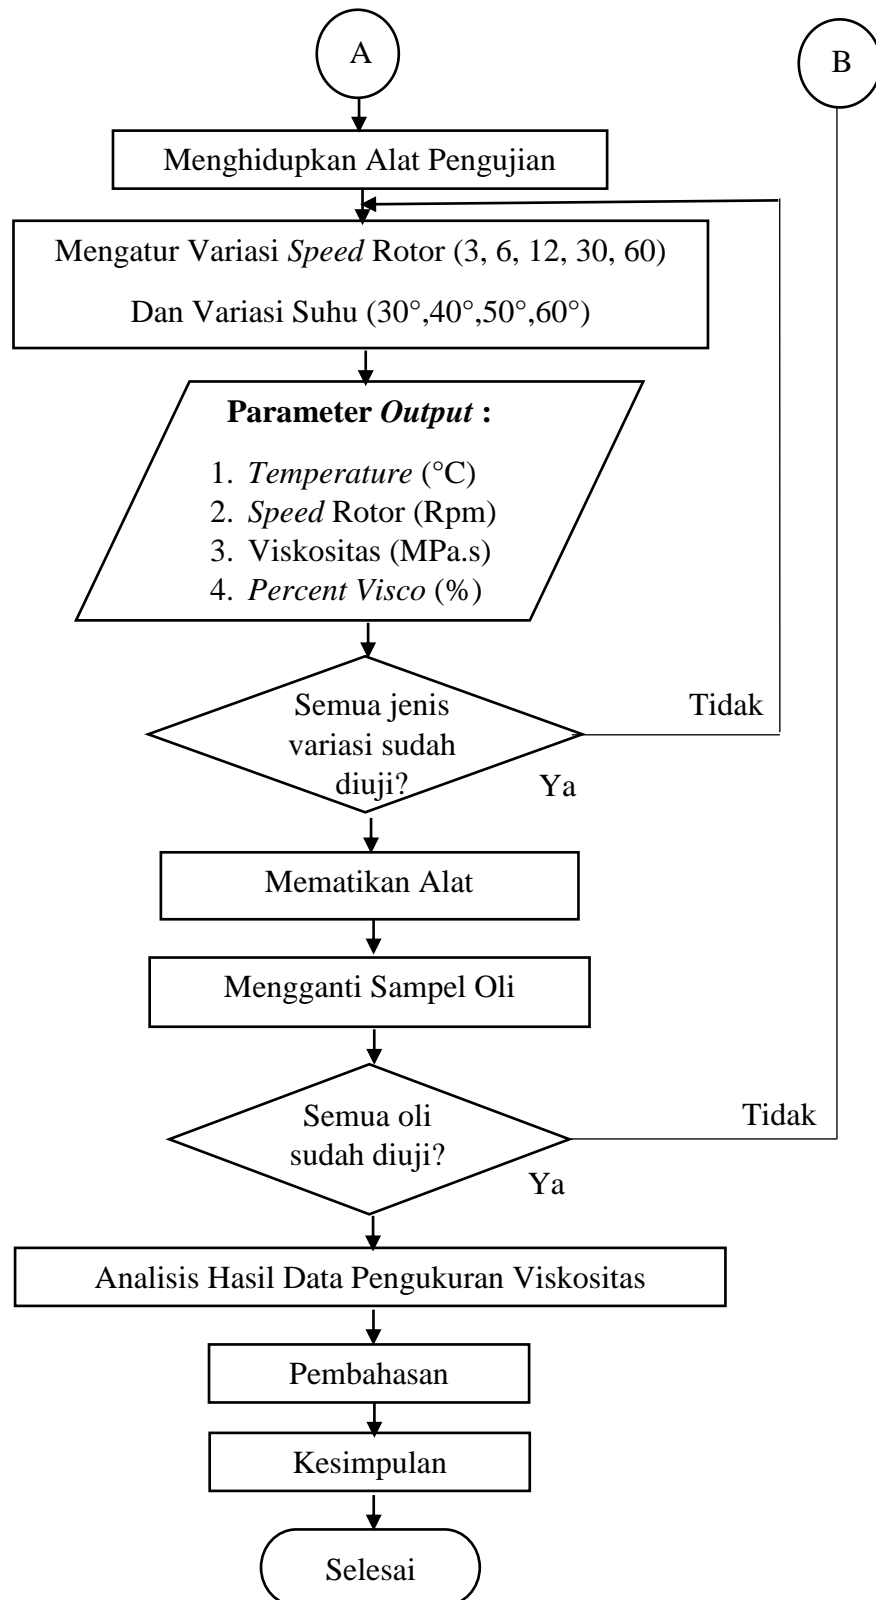 A
B
Menghidupkan Alat Pengujian
Mengatur Variasi Speed Rotor (3, 6, 12, 30, 60)
Dan Variasi Suhu (30°,40°,50°,60°)
Parameter Output :
1. Temperature (°C)
2. Speed Rotor (Rpm)
3. Viskositas (MPa.s)
4. Percent Visco (%)
Semua jenis
variasi sudah
diuji?
Tidak
Ya
Mematikan Alat
Mengganti Sampel Oli
Semua oli
sudah diuji?
Tidak
Ya
Analisis Hasil Data Pengukuran Viskositas
Pembahasan
Kesimpulan
Selesai